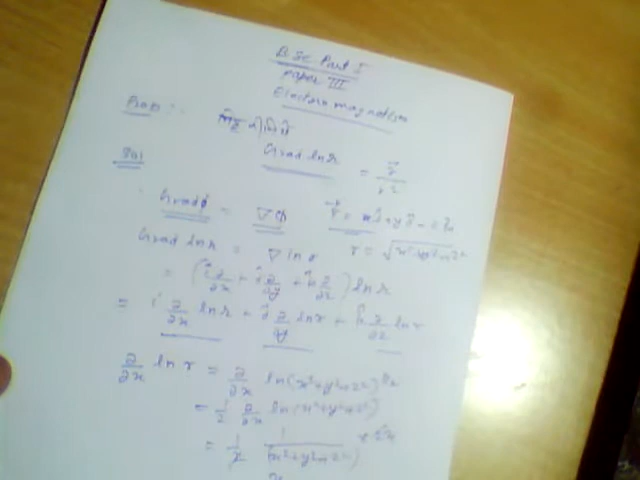 B Sc Part I
Paper III
Electromagnetism
Prob :-
सिद्ध कीजिये
Grad ln r = r⃗ / r²
Sol
Grad φ = ∇φ r⃗ = xî + yĵ + z k̂
Grad ln r = ∇ ln r r = √x²+y²+z²
= (î ∂/∂x + ĵ ∂/∂y + k̂ ∂/∂z) ln r
= î ∂/∂x ln r + ĵ ∂/∂y ln r + k̂ ∂/∂z ln r
∂/∂x ln r = ∂/∂x ln (x²+y²+z²)^1/2
= 1/2 ∂/∂x ln (x²+y²+z²)
= 1/2 1/(x²+y²+z²) × 2x